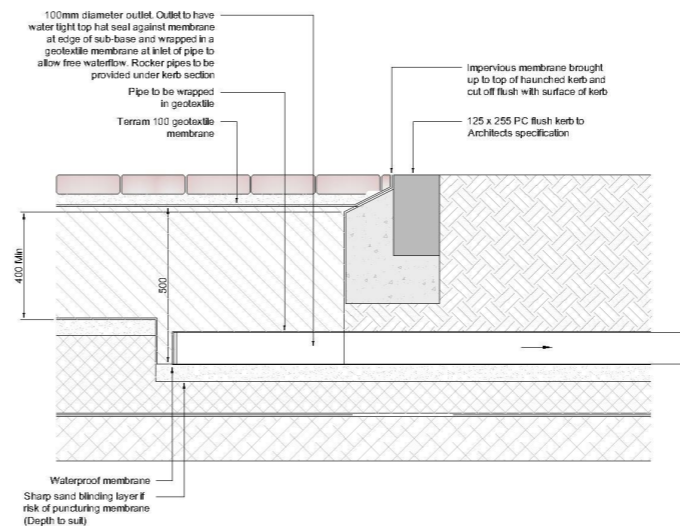 100mm diameter outlet. Outlet to have
water tight top hat seal against membrane
at edge of sub-base and wrapped in a
geotextile membrane at inlet of pipe to
allow free waterflow. Rocker pipes to be
provided under kerb section
Pipe to be wrapped
in geotextile
Terram 100 geotextile
membrane
Impervious membrane brought
up to top of haunched kerb and
cut off flush with surface of kerb
125 x 255 PC flush kerb to
Architects specification
400 Min
500
Waterproof membrane
Sharp sand blinding layer if
risk of puncturing membrane
(Depth to suit)